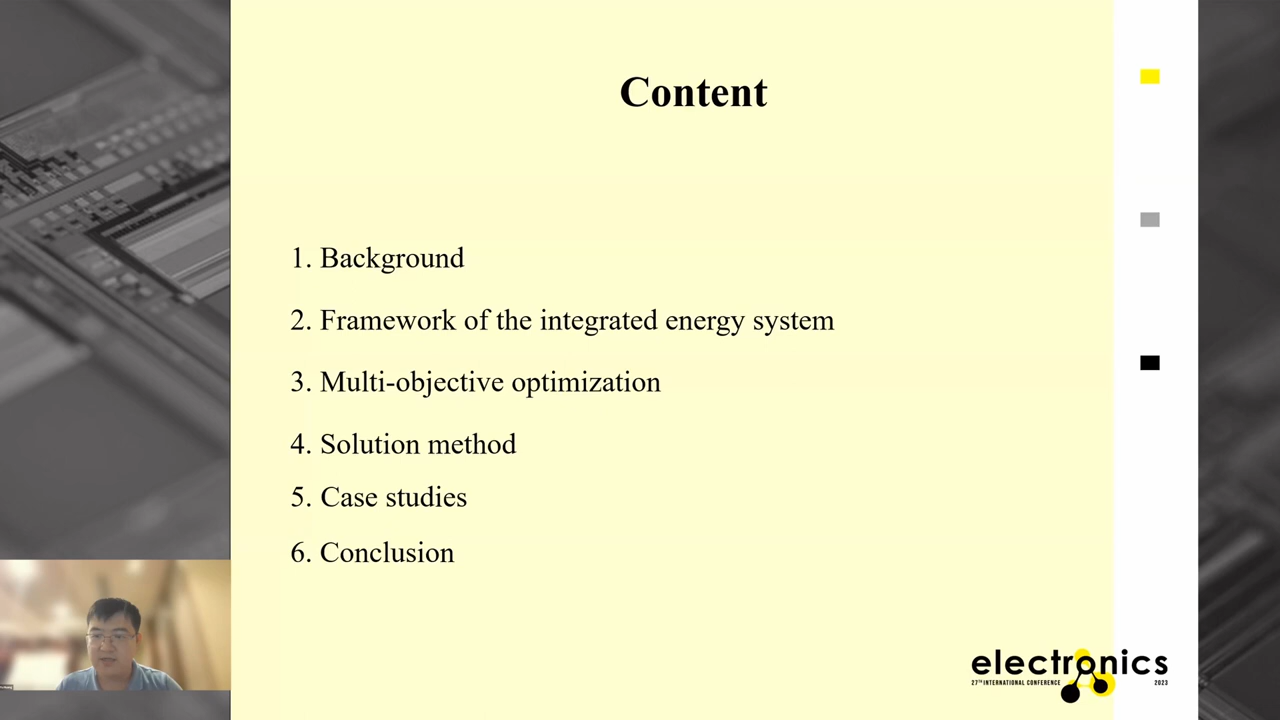 Content
1. Background
2. Framework of the integrated energy system
3. Multi-objective optimization
4. Solution method
5. Case studies
6. Conclusion
electronics
27TH INTERNATIONAL CONFERENCE 2023